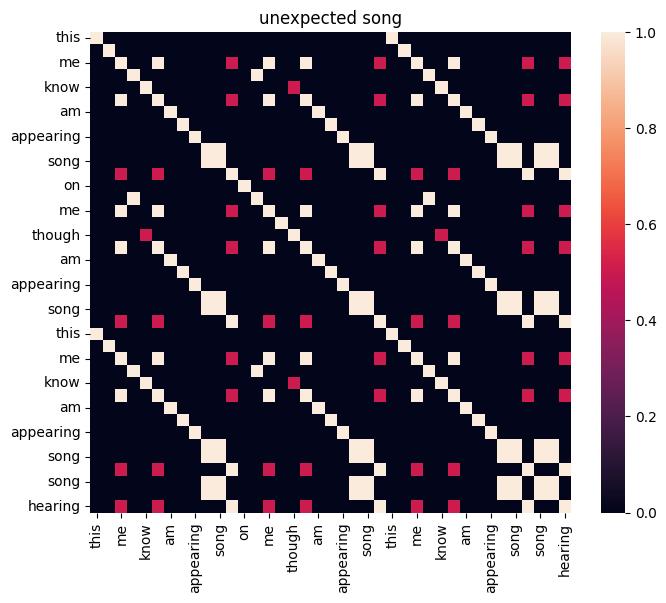 unexpected song
this
me
know
am
appearing
song
on
me
though
am
appearing
song
this
me
know
am
appearing
song
song
hearing
this
me
know
am
appearing
song
on
me
though
am
appearing
song
this
me
know
am
appearing
song
song
hearing
1.0
0.8
0.6
0.4
0.2
0.0